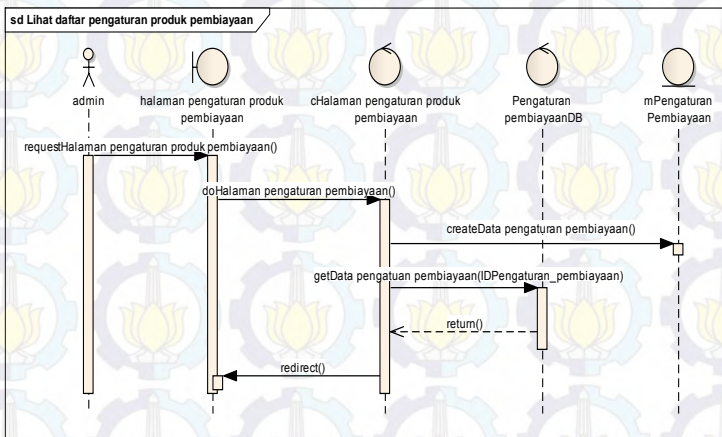 sd Lihat daftar pengaturan produk pembiayaan
admin
halaman pengaturan produk
pembiayaan
cHalaman pengaturan produk
pembiayaan
Pengaturan
pembiayaanDB
mPengaturan
Pembiayaan
requestHalaman pengaturan produk pembiayaan()
doHalaman pengaturan pembiayaan()
createData pengaturan pembiayaan()
getData pengatuan pembiayaan(IDPengaturan_pembiayaan)
return()
redirect()